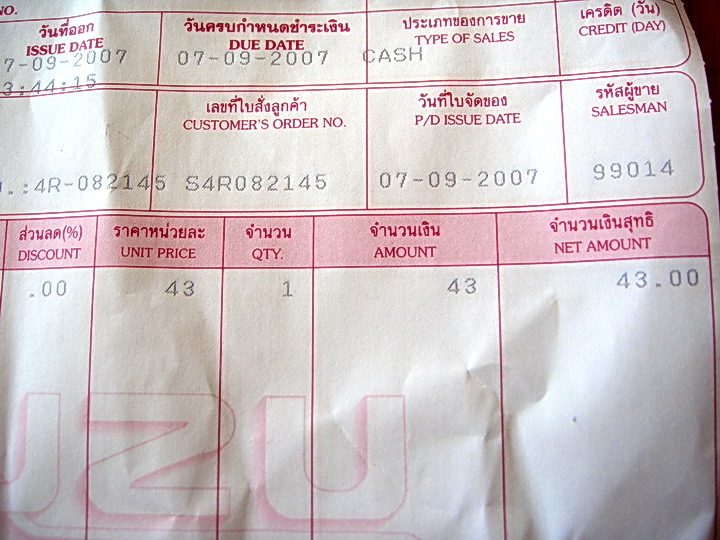 NO.
วันที่ออก วันครบกำหนดชำระเงิน ประเภทของการขาย เครดิต (วัน)
ISSUE DATE DUE DATE TYPE OF SALES CREDIT (DAY)
7-09-2007 07-09-2007 CASH
3:44:15
เลขที่ใบสั่งลูกค้า วันที่ใบจัดของ รหัสผู้ขาย
CUSTOMER'S ORDER NO. P/D ISSUE DATE SALESMAN
.:4R-082145 S4R082145 07-09-2007 99014
ส่วนลด(%) ราคาหน่วยละ จำนวน จำนวนเงิน จำนวนเงินสุทธิ
DISCOUNT UNIT PRICE QTY. AMOUNT NET AMOUNT
.00 43 1 43 43.00
UZU